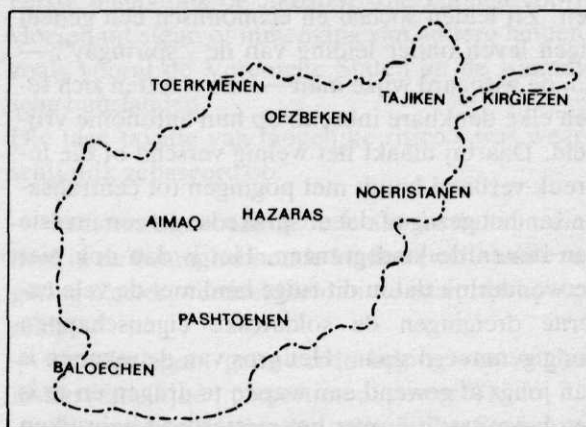 TOERKMENEN
OEZBEKEN
TAJIKEN
KIRGIEZEN
NOERISTANEN
AIMAQ
HAZARAS
PASHTOENEN
BALOECHEN